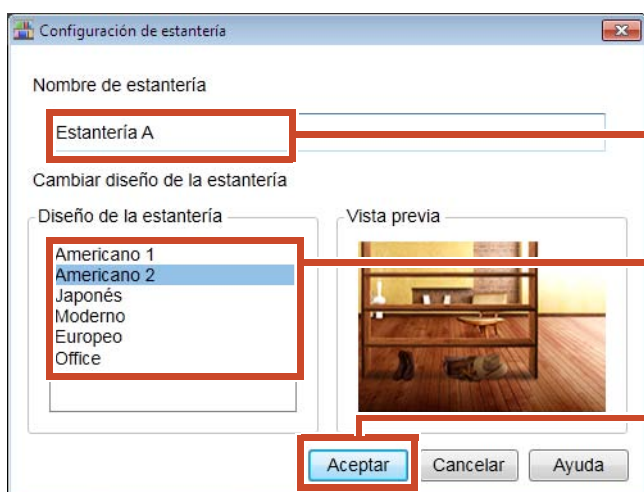 Configuración de estantería
Nombre de estantería
Estantería A
Cambiar diseño de la estantería
Diseño de la estantería
Americano 1
Americano 2
Japonés
Moderno
Europeo
Office
Vista previa
Aceptar
Cancelar
Ayuda